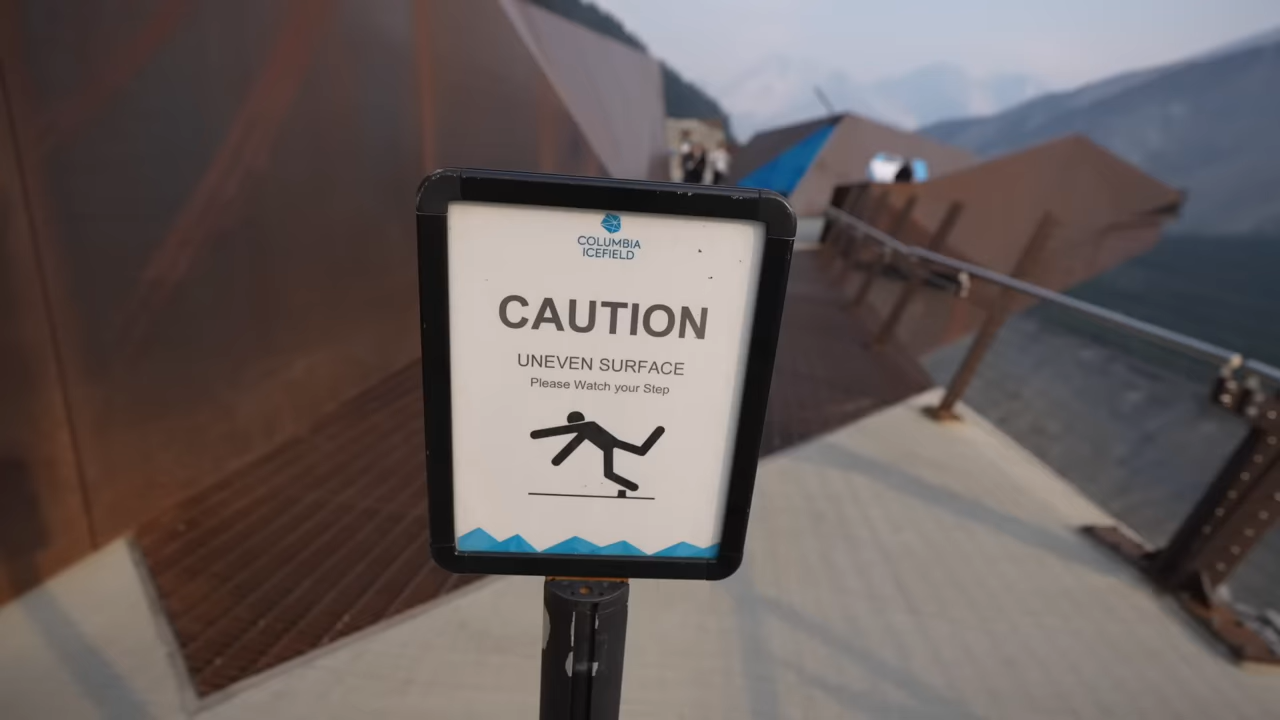 COLUMBIA
ICEFIELD
CAUTION
UNEVEN SURFACE
Please Watch your Step